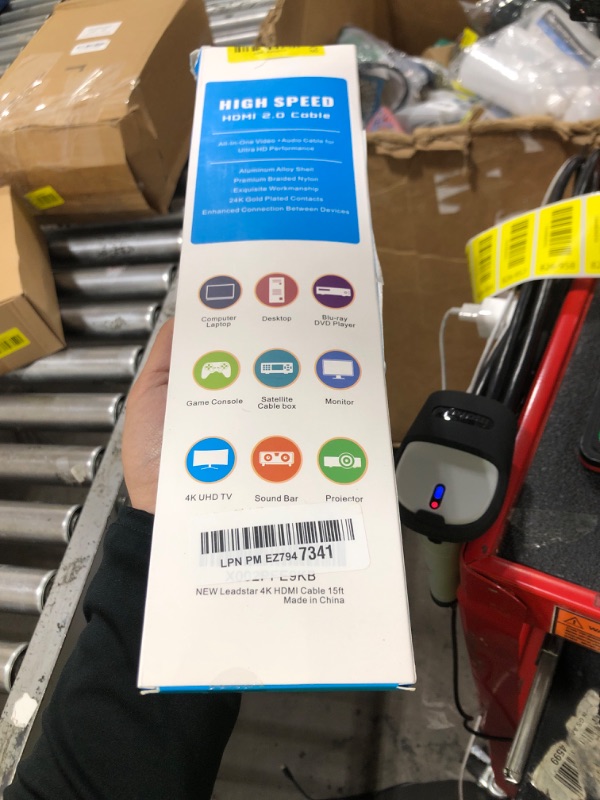 HIGH SPEED
HDMI 2.0 Cable
All-In-One Video + Audio Cable for
Ultra HD Performance
Aluminum Alloy Shell
Premium Braided Nylon
Exquisite Workmanship
24K Gold Plated Contacts
Enhanced Connection Between Devices
Computer Laptop
Desktop
Blu-ray DVD Player
Game Console
Satellite Cable box
Monitor
4K UHD TV
Sound Bar
Projector
LPN PM EZ794 7341
NEW Leadstar 4K HDMI Cable 15ft
Made in China
4599